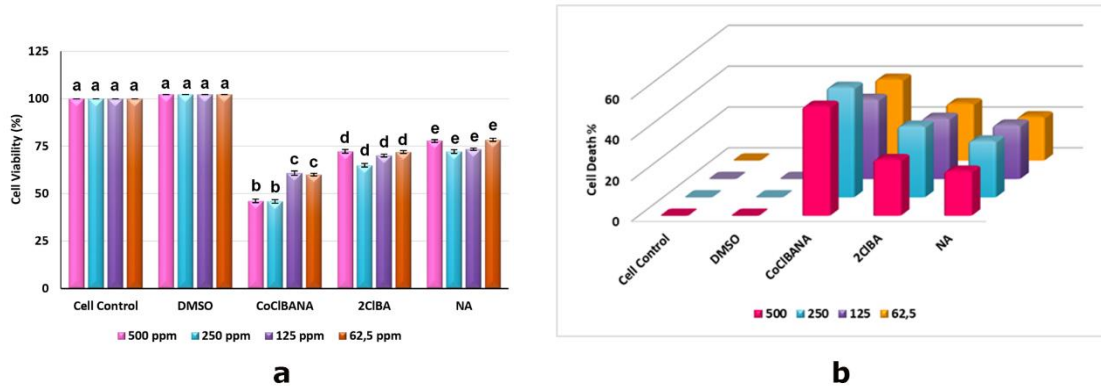 125
100
75
50
25
0
Cell Viability (%)
a a a a
a a a a
b b c c
d d d d
e e e e
Cell Control DMSO CoClBANA 2ClBA NA
500 ppm 250 ppm 125 ppm 62,5 ppm
a
60
40
20
0
Cell Death %
Cell Control
DMSO
CoClBANA
2ClBA
NA
500 250 125 62,5
b